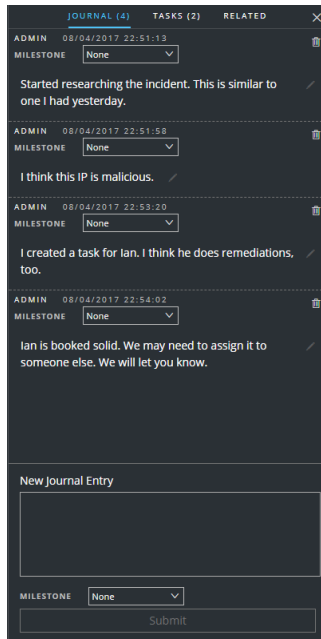 JOURNAL (4) TASKS (2) RELATED
ADMIN 08/04/2017 22:51:13
MILESTONE None
Started researching the incident. This is similar to
one I had yesterday.
ADMIN 08/04/2017 22:51:58
MILESTONE None
I think this IP is malicious.
ADMIN 08/04/2017 22:53:20
MILESTONE None
I created a task for Ian. I think he does remediations,
too.
ADMIN 08/04/2017 22:54:02
MILESTONE None
Ian is booked solid. We may need to assign it to
someone else. We will let you know.
New Journal Entry
MILESTONE None
Submit